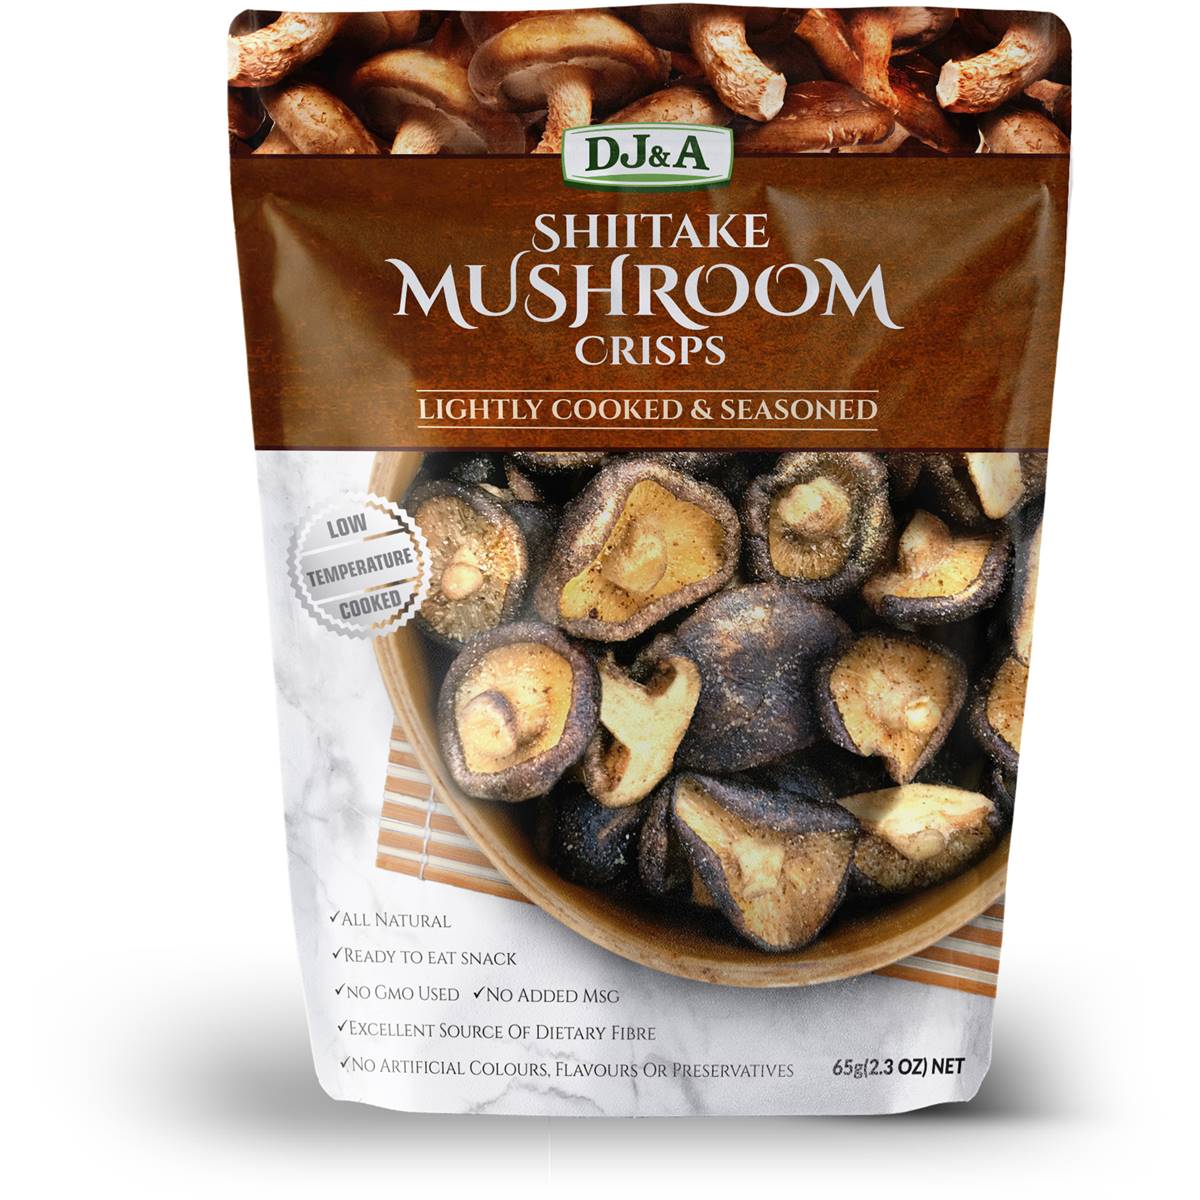 DJ&A
SHIITAKE
MUSHROOM
CRISPS
LIGHTLY COOKED & SEASONED
LOW
TEMPERATURE
COOKED
✓ALL NATURAL
✓READY TO EAT SNACK
✓NO GMO USED ✓NO ADDED MSG
✓EXCELLENT SOURCE OF DIETARY FIBRE
✓NO ARTIFICIAL COLOURS, FLAVOURS OR PRESERVATIVES
65g(2.3 OZ) NET